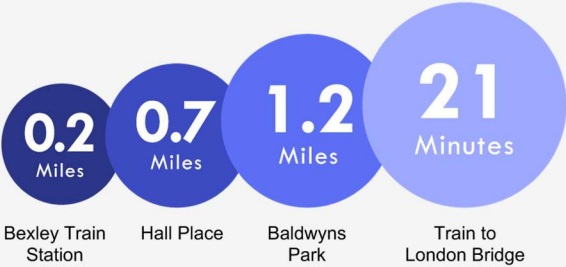 0.2
Miles
0.7
Miles
1.2
Miles
21
Minutes
Bexley Train
Station
Hall Place
Baldwyns
Park
Train to
London Bridge